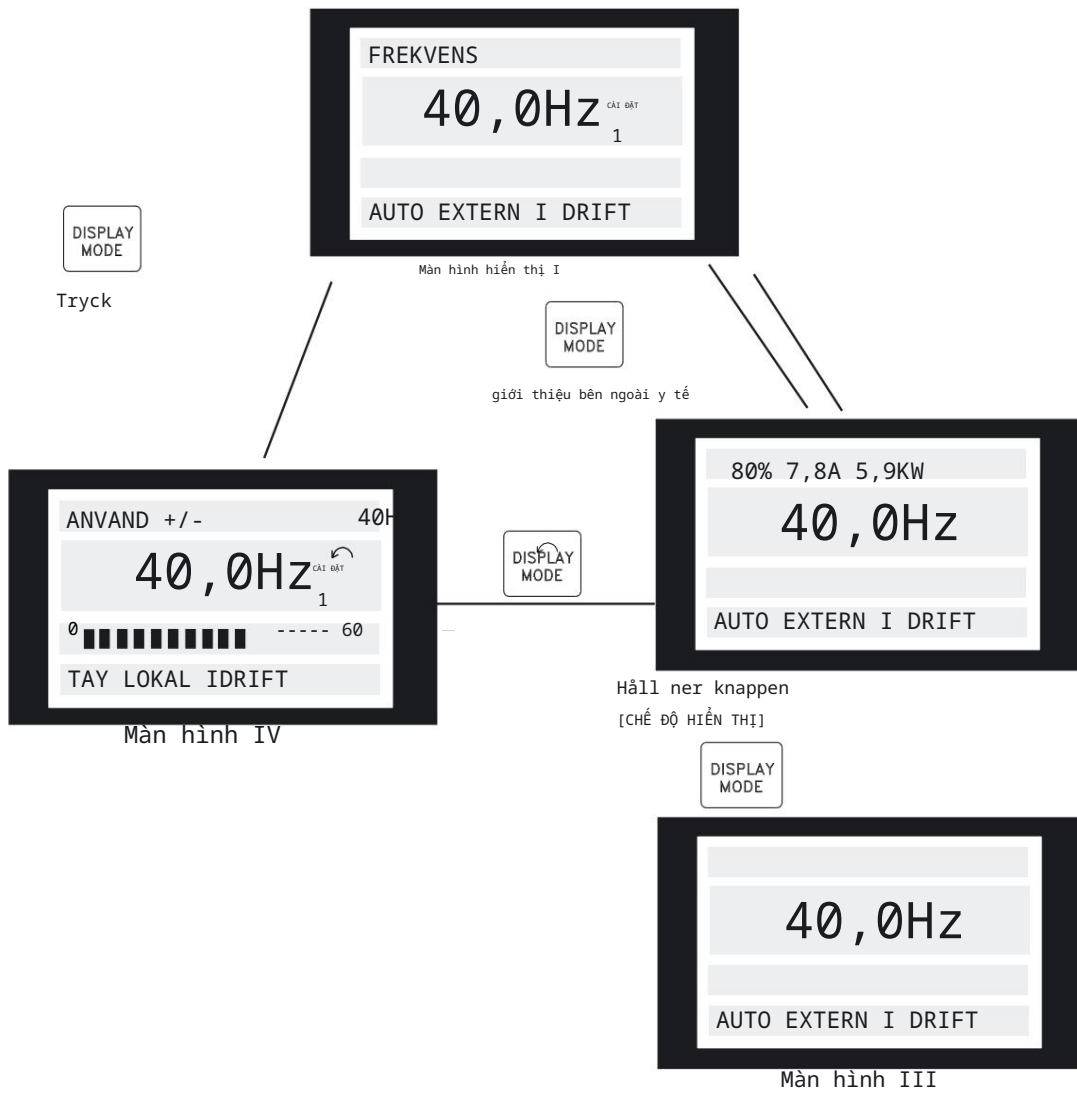 FREKVENS
40,0Hz CÀI ĐẶT
1
AUTO EXTERN I DRIFT
Màn hình hiển thị I
DISPLAY
MODE
Tryck
DISPLAY
MODE
giới thiệu bên ngoài y tế
80% 7,8A 5,9KW
40,0Hz
AUTO EXTERN I DRIFT
ANVAND +/- 40H
40,0Hz CÀI ĐẶT
1
0 ----- 60
TAY LOKAL IDRIFT
Màn hình IV
DISPLAY
MODE
Håll ner knappen
[CHẾ ĐỘ HIỂN THỊ]
DISPLAY
MODE
40,0Hz
AUTO EXTERN I DRIFT
Màn hình III